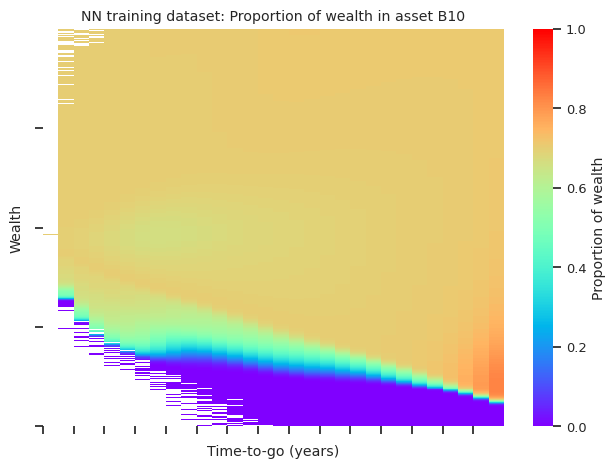 NN training dataset: Proportion of wealth in asset B10
1.0
0.8
0.6
0.4
0.2
0.0
Proportion of wealth
Wealth
Time-to-go (years)